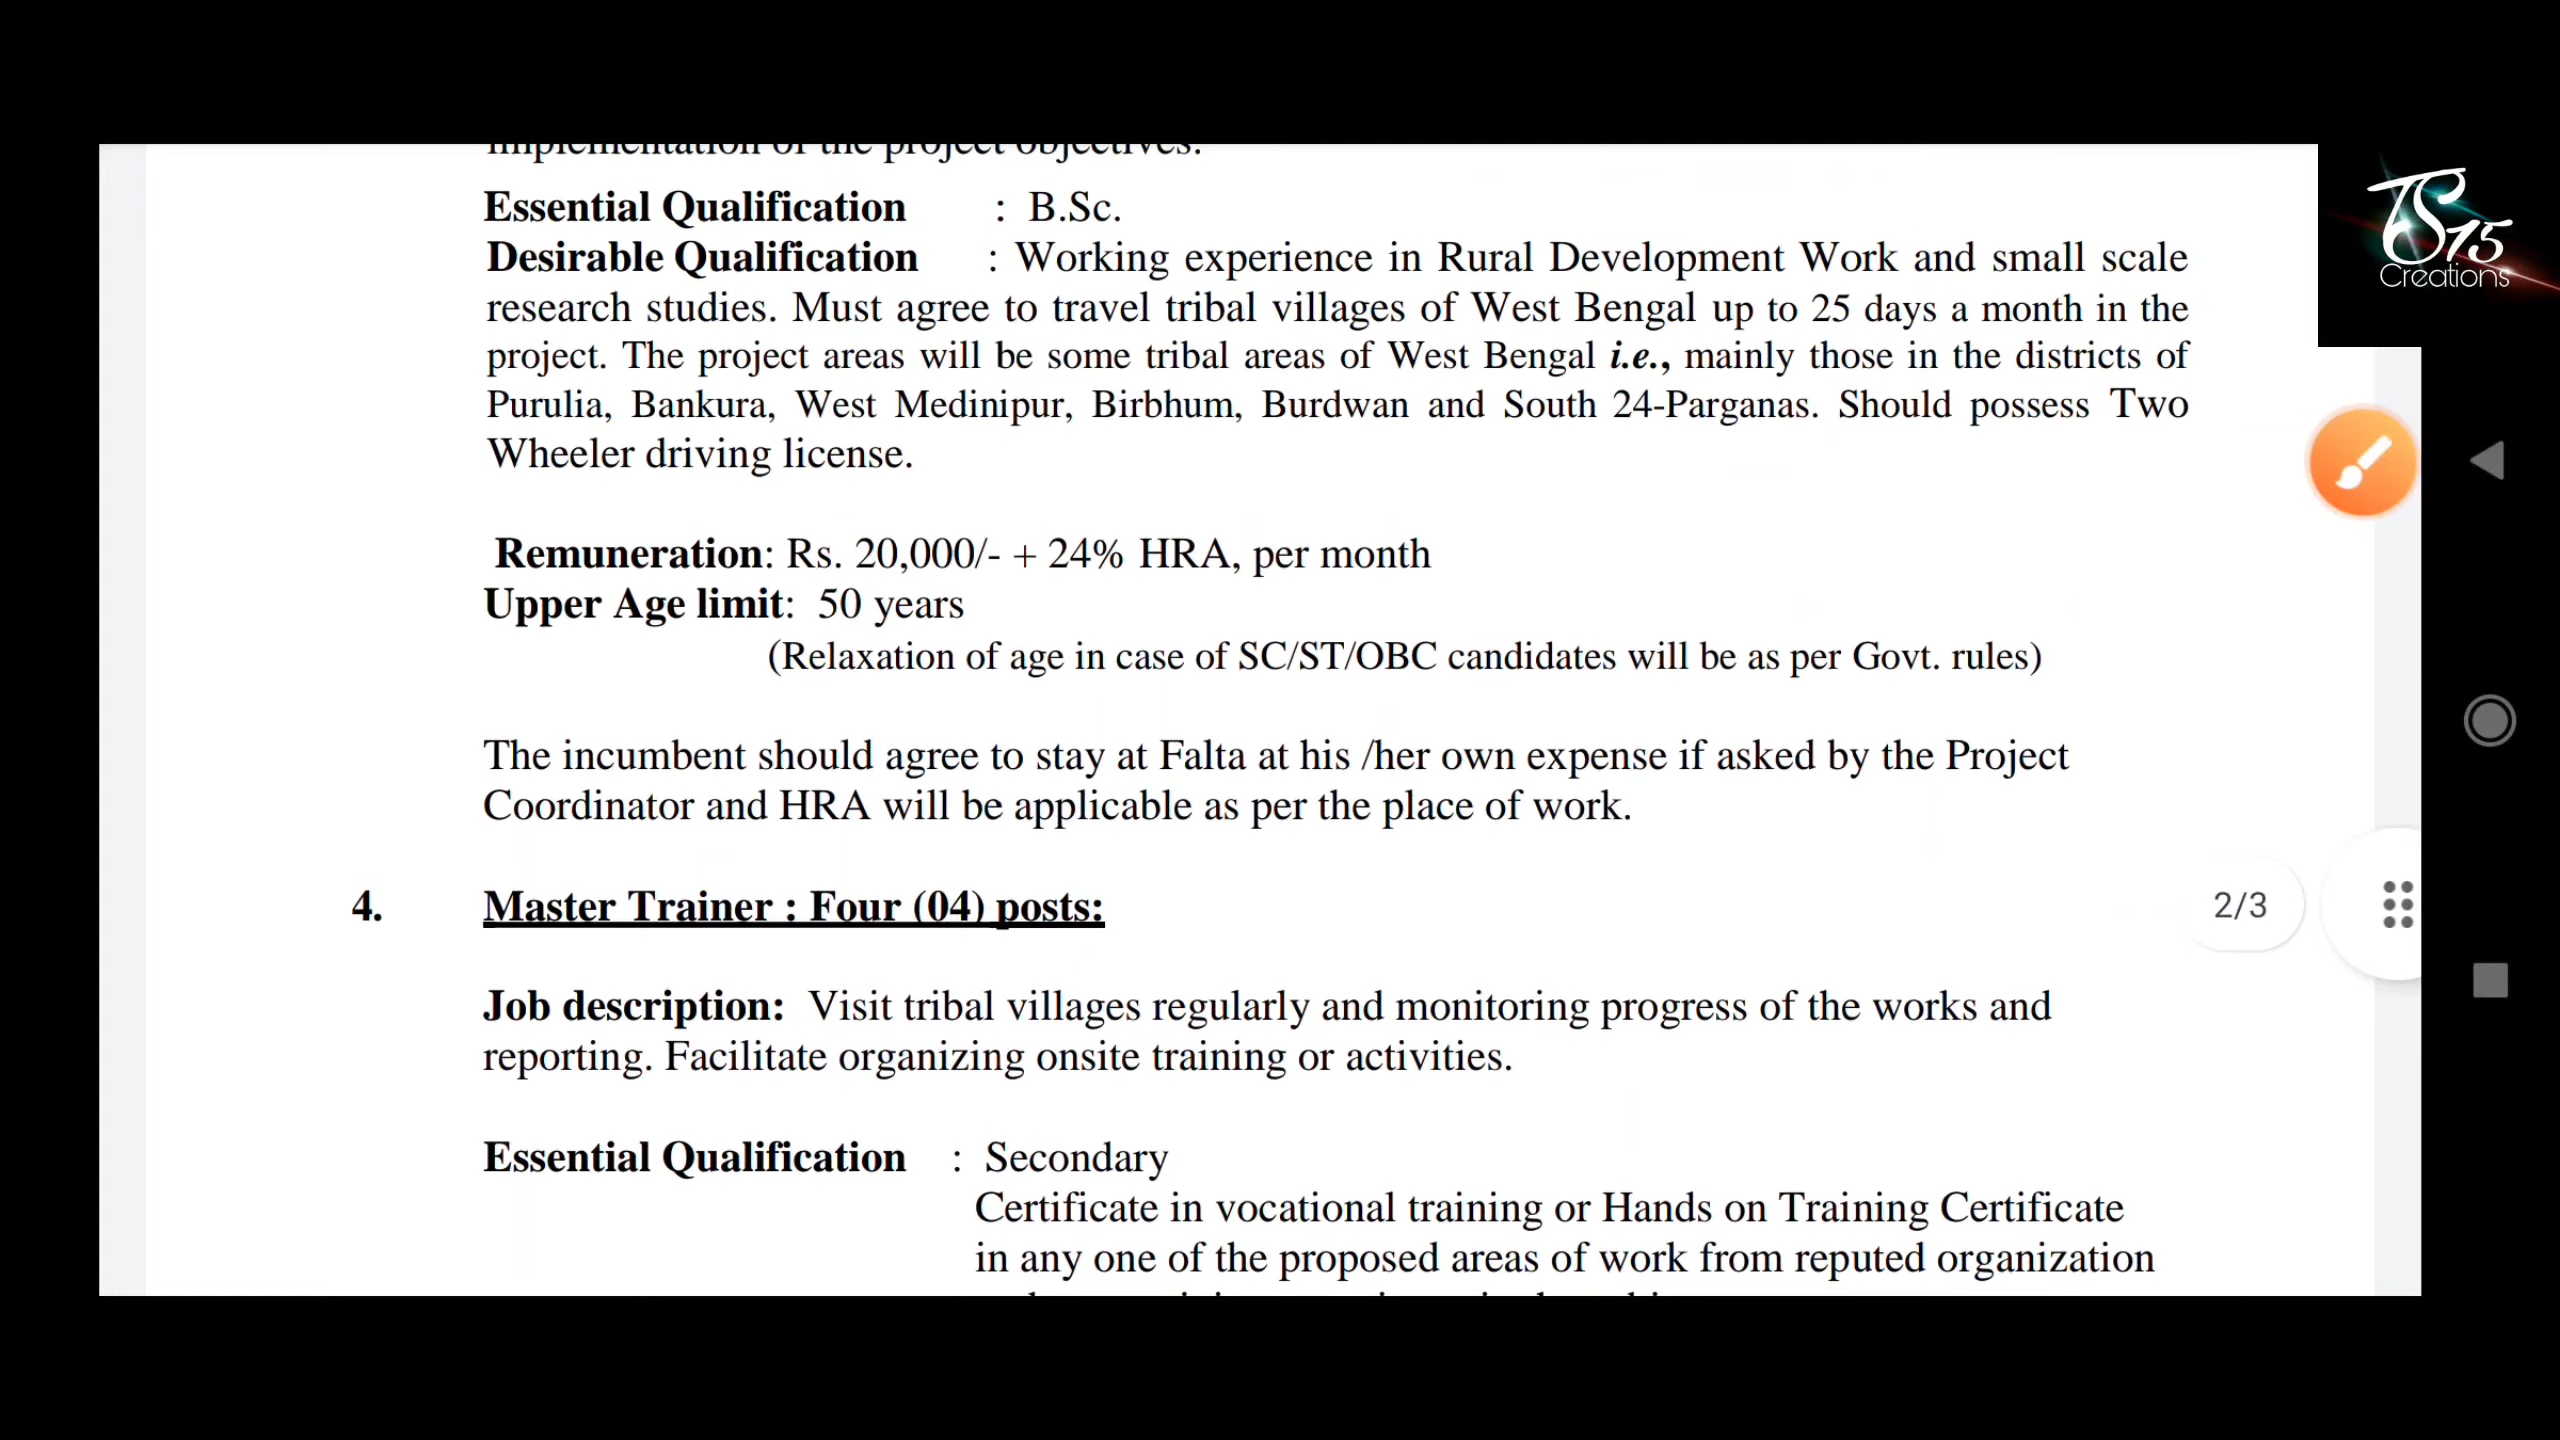 implementation of the project objectives.
Essential Qualification : B.Sc.
Desirable Qualification : Working experience in Rural Development Work and small scale
research studies. Must agree to travel tribal villages of West Bengal up to 25 days a month in the
project. The project areas will be some tribal areas of West Bengal i.e., mainly those in the districts of
Purulia, Bankura, West Medinipur, Birbhum, Burdwan and South 24-Parganas. Should possess Two
Wheeler driving license.
Remuneration: Rs. 20,000/- + 24% HRA, per month
Upper Age limit: 50 years
(Relaxation of age in case of SC/ST/OBC candidates will be as per Govt. rules)
The incumbent should agree to stay at Falta at his /her own expense if asked by the Project
Coordinator and HRA will be applicable as per the place of work.
4. Master Trainer : Four (04) posts:
Job description: Visit tribal villages regularly and monitoring progress of the works and
reporting. Facilitate organizing onsite training or activities.
Essential Qualification : Secondary
Certificate in vocational training or Hands on Training Certificate
in any one of the proposed areas of work from reputed organization
TS15
Creations
2/3